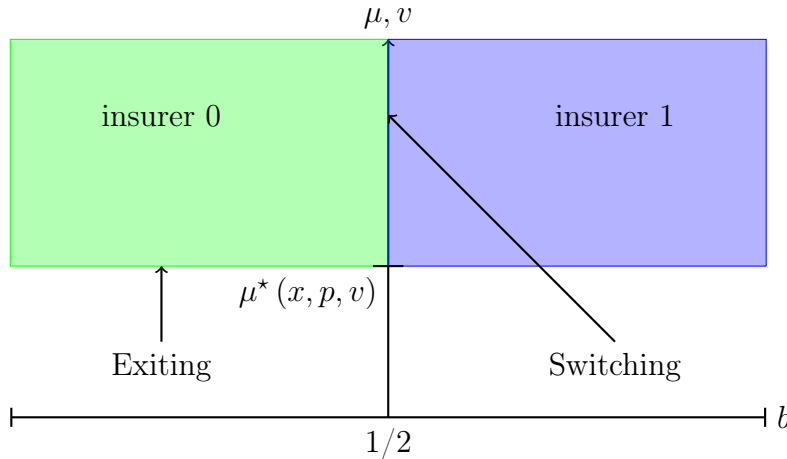 μ, v
insurer 0
insurer 1
μ⋆ (x, p, v)
Exiting
Switching
b
1/2